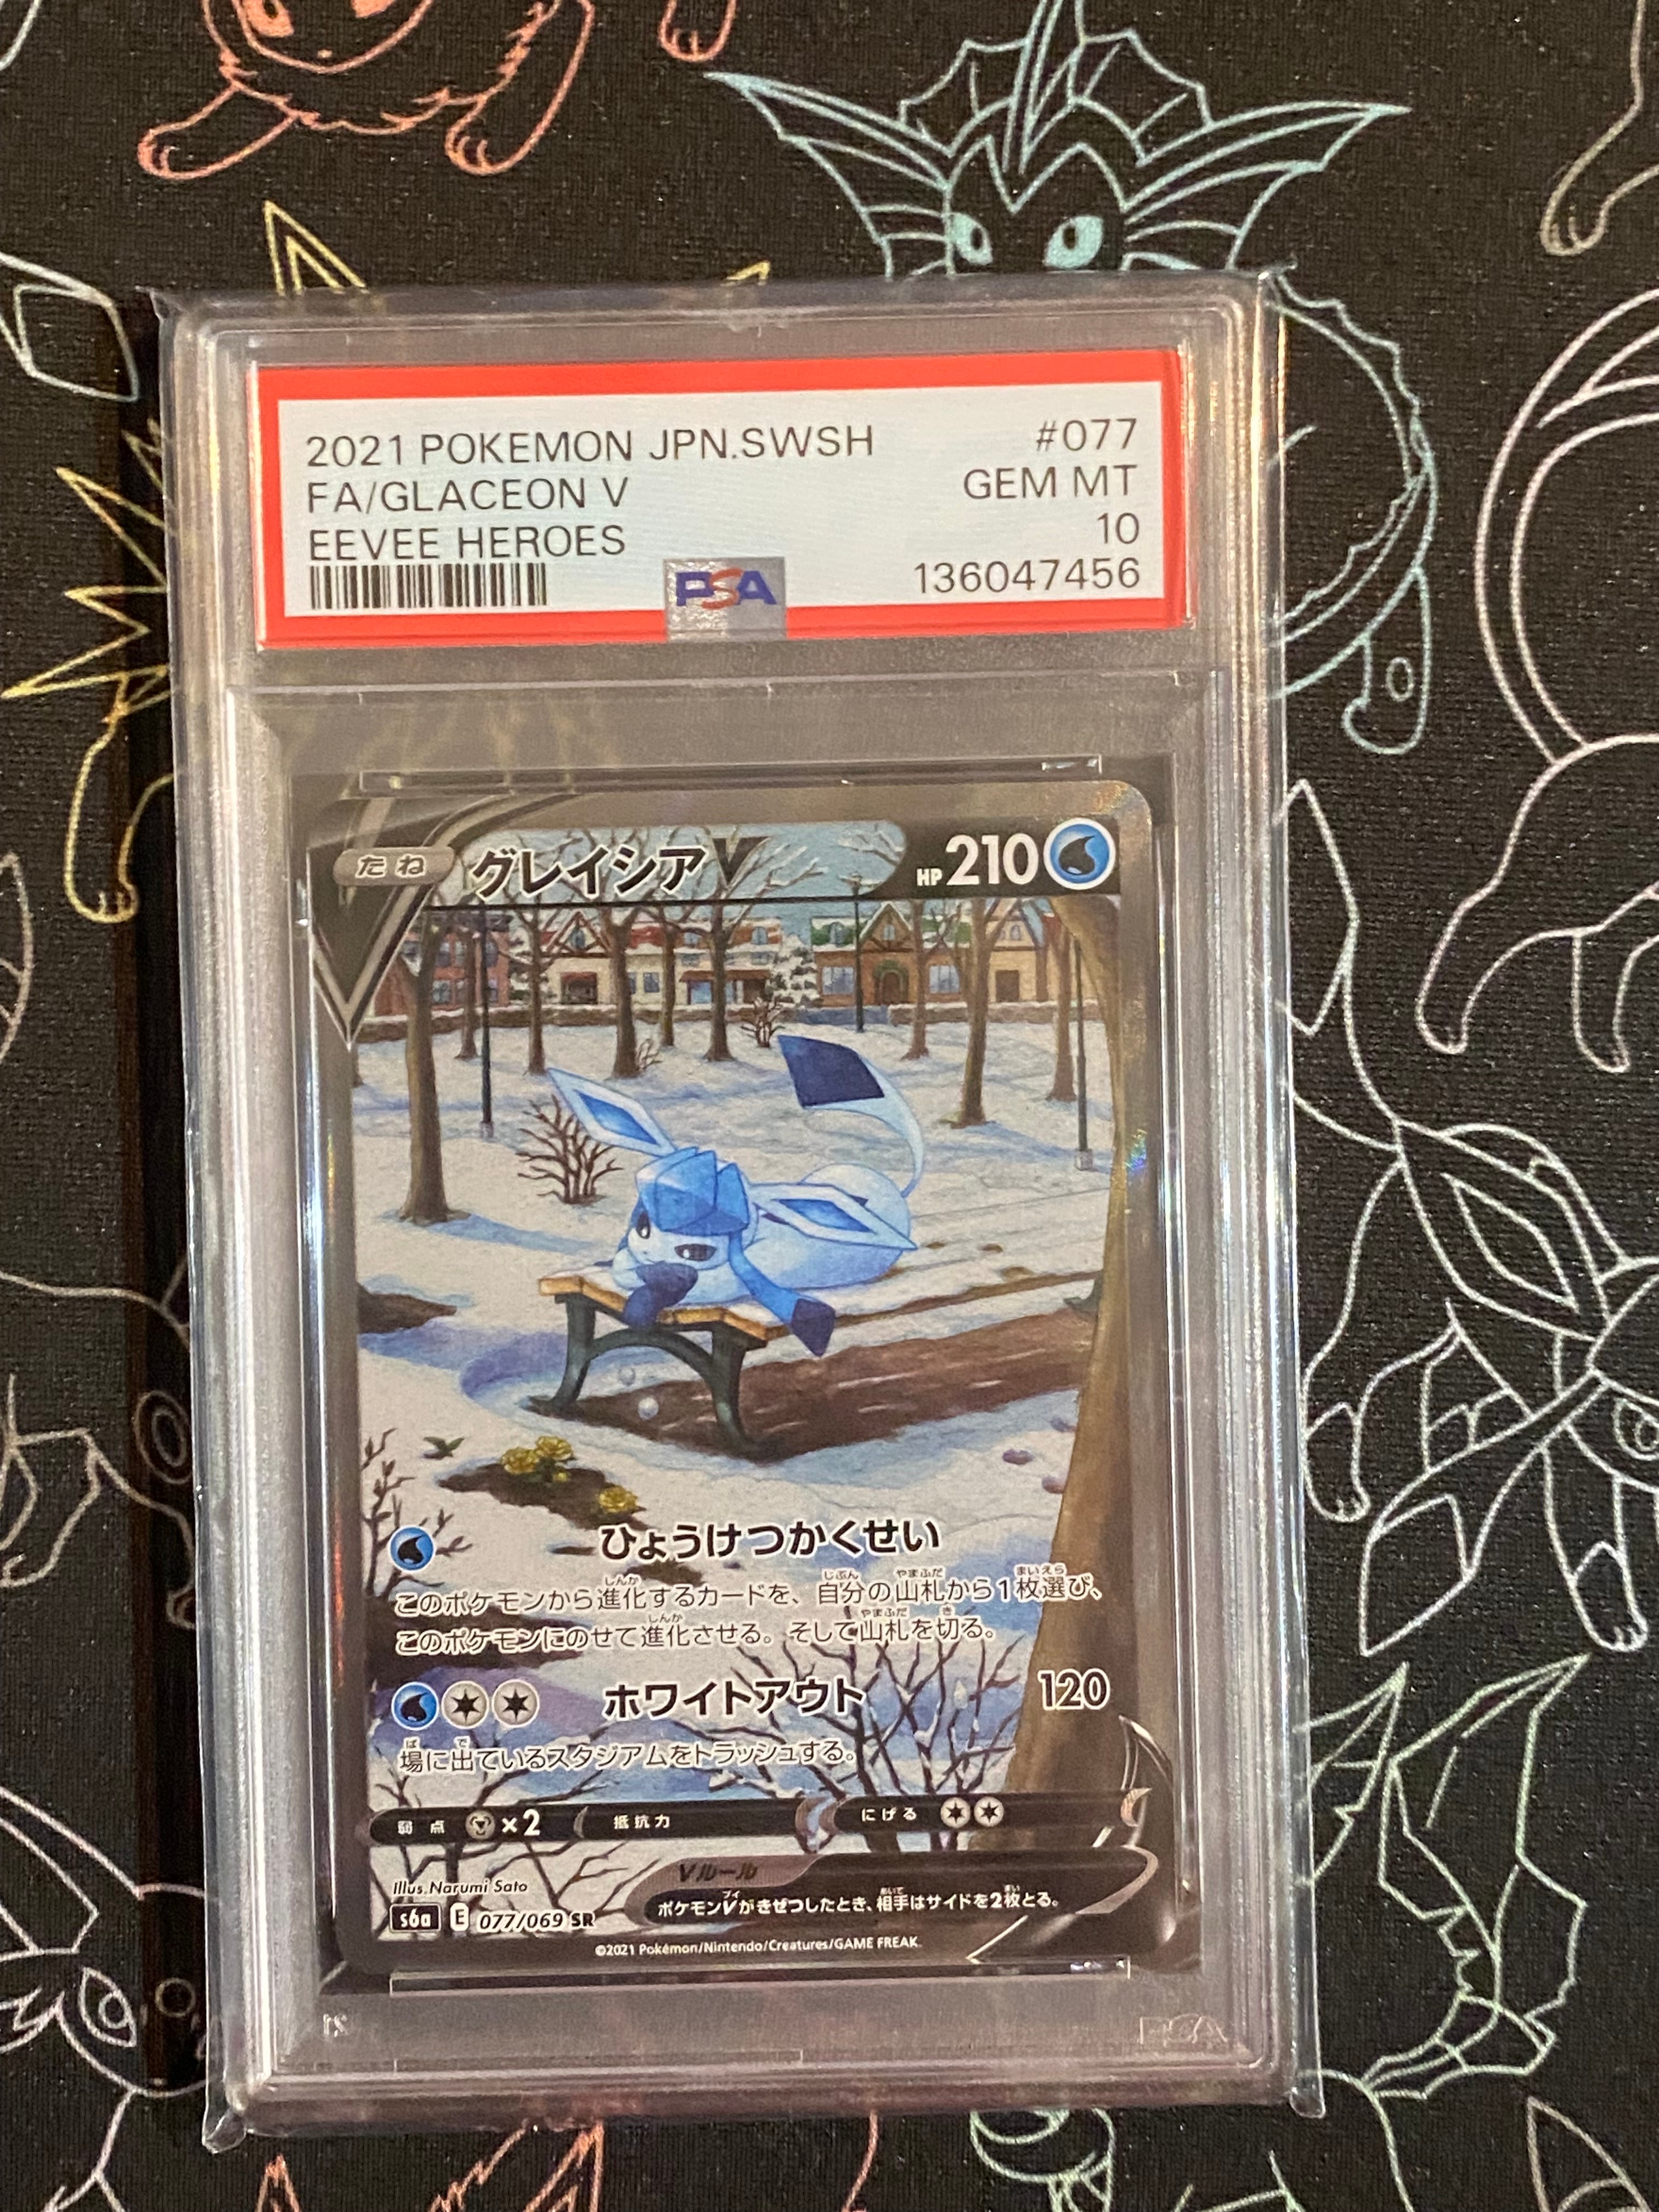 2021 POKEMON JPN.SWSH #077
FA/GLACEON V GEM MT
EEVEE HEROES 10
PSA 136047456
たね グレイシアV HP210
ひょうけつかくせい
このポケモンから進化するカードを、自分の山札から1枚選び、
このポケモンにのせて進化させる。そして山札を切る。
ホワイトアウト 120
場に出ているスタジアムをトラッシュする。
弱点 ×2 抵抗力 にげる
Vルール
Illus. Narumi Sato
ポケモンVがきぜつしたとき、相手はサイドを2枚とる。
s6a E 077/069 SR
©2021 Pokémon/Nintendo/Creatures/GAME FREAK.
PSA